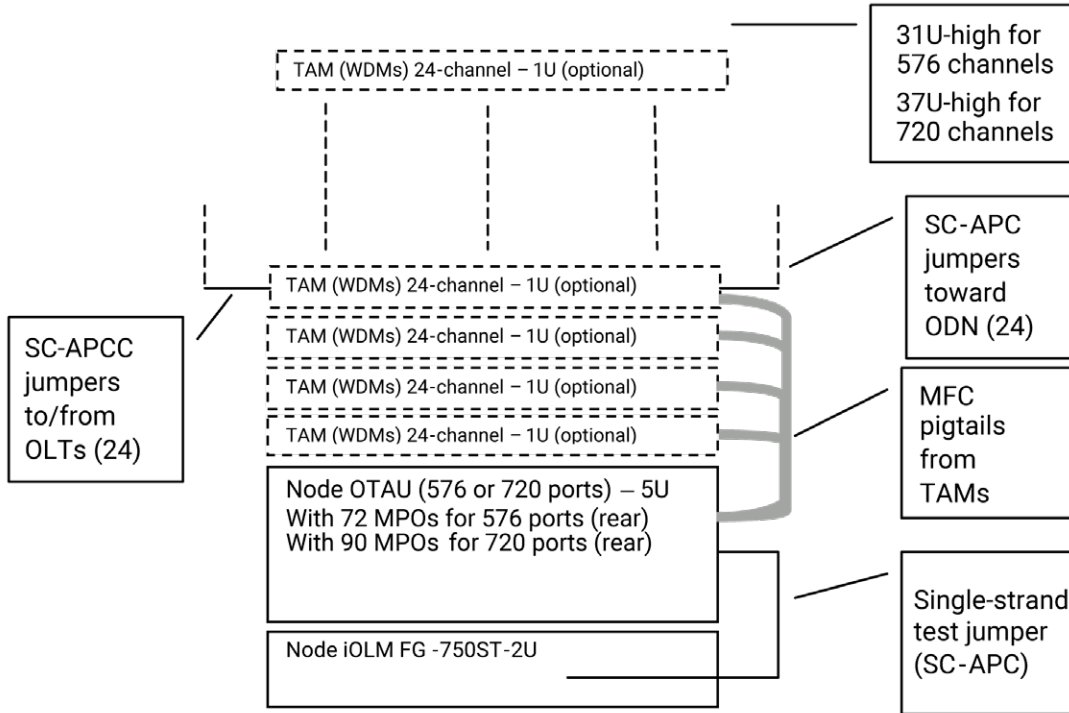 31U-high for
576 channels
37U-high for
720 channels
TAM (WDMs) 24-channel – 1U (optional)
SC-APC
jumpers
toward
ODN (24)
TAM (WDMs) 24-channel – 1U (optional)
TAM (WDMs) 24-channel – 1U (optional)
TAM (WDMs) 24-channel – 1U (optional)
TAM (WDMs) 24-channel – 1U (optional)
SC-APCC
jumpers
to/from
OLTs (24)
MFC
pigtails
from
TAMs
Node OTAU (576 or 720 ports) – 5U
With 72 MPOs for 576 ports (rear)
With 90 MPOs for 720 ports (rear)
Single-strand
test jumper
(SC-APC)
Node iOLM FG -750ST-2U